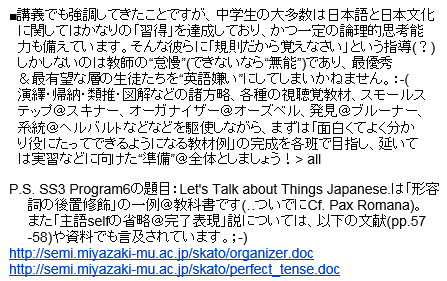 ■講義でも強調してきたことですが、中学生の大多数は日本語と日本文化
に関してはかなりの「習得」を達成しており、かつ一定の論理的思考能
力も備えています。そんな彼らに「規則だから覚えなさい」という指導(？)
しかしないのは教師の“怠慢”(できないなら“無能”)であり、最優秀
＆最有望な層の生徒たちを“英語嫌い”にしてしまいかねません。:-(
演繹・帰納・類推・図解などの諸方略、各種の視聴覚教材、スモールス
テップ@スキナー、オーガナイザー@オーズベル、発見@ブルーナー、
系統@ヘルバルトなどなどを駆使しながら、まずは「面白くてよく分か
り役にたってできるようになる教材例」の完成を各班で目指し、延いて
は実習などに向けた“準備”@全体としましょう！> all
P.S. SS3 Program6の題目：Let's Talk about Things Japanese.は「形容
詞の後置修飾」の一例@教科書です(..ついでにCf. Pax Romana)。
また「主語selfの省略@完了表現」説については、以下の文献(pp.57
-58)や資料でも言及されています。;-)
http://semi.miyazaki-mu.ac.jp/skato/organizer.doc
http://semi.miyazaki-mu.ac.jp/skato/perfect_tense.doc